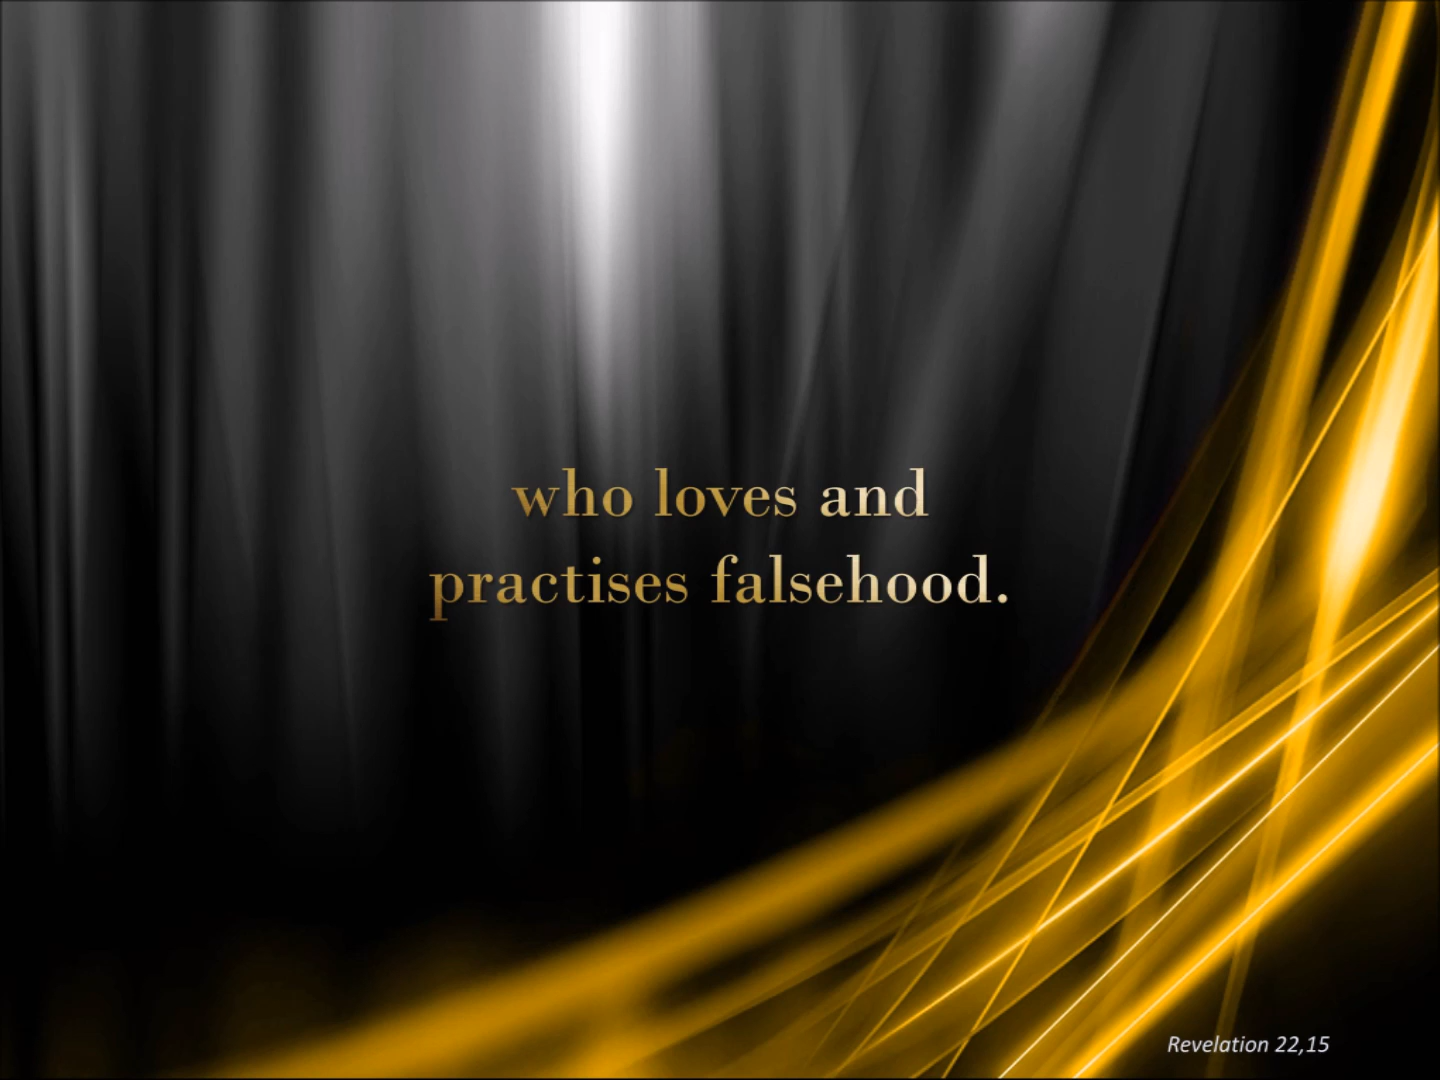 who loves and
practises falsehood.
Revelation 22,15